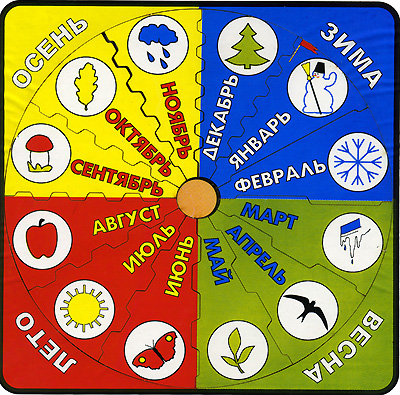 ОСЕНЬ
ЗИМА
НОЯБРЬ
ОКТЯБРЬ
СЕНТЯБРЬ
ДЕКАБРЬ
ЯНВАРЬ
ФЕВРАЛЬ
АВГУСТ
ИЮЛЬ
ИЮНЬ
МАРТ
АПРЕЛЬ
МАЙ
ЛЕТО
ВЕСНА